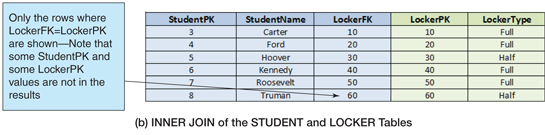 Only the rows where
LockerFK=LockerPK
are shown—Note that
some StudentPK and
some LockerPK
values are not in the
results
StudentPK StudentName LockerFK LockerPK LockerType
3 Carter 10 10 Full
4 Ford 20 20 Full
5 Hoover 30 30 Half
6 Kennedy 40 40 Full
7 Roosevelt 50 50 Full
8 Truman 60 60 Half
(b) INNER JOIN of the STUDENT and LOCKER Tables